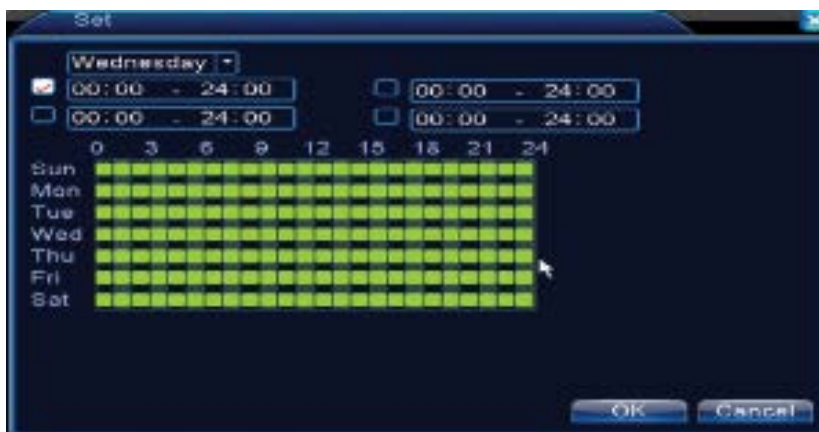 Set
Wednesday
00:00 - 24:00 00:00 - 24:00
00:00 - 24:00 00:00 - 24:00
0 3 6 9 12 15 18 21 24
Sun
Mon
Tue
Wed
Thu
Fri
Sat
OK Cancel